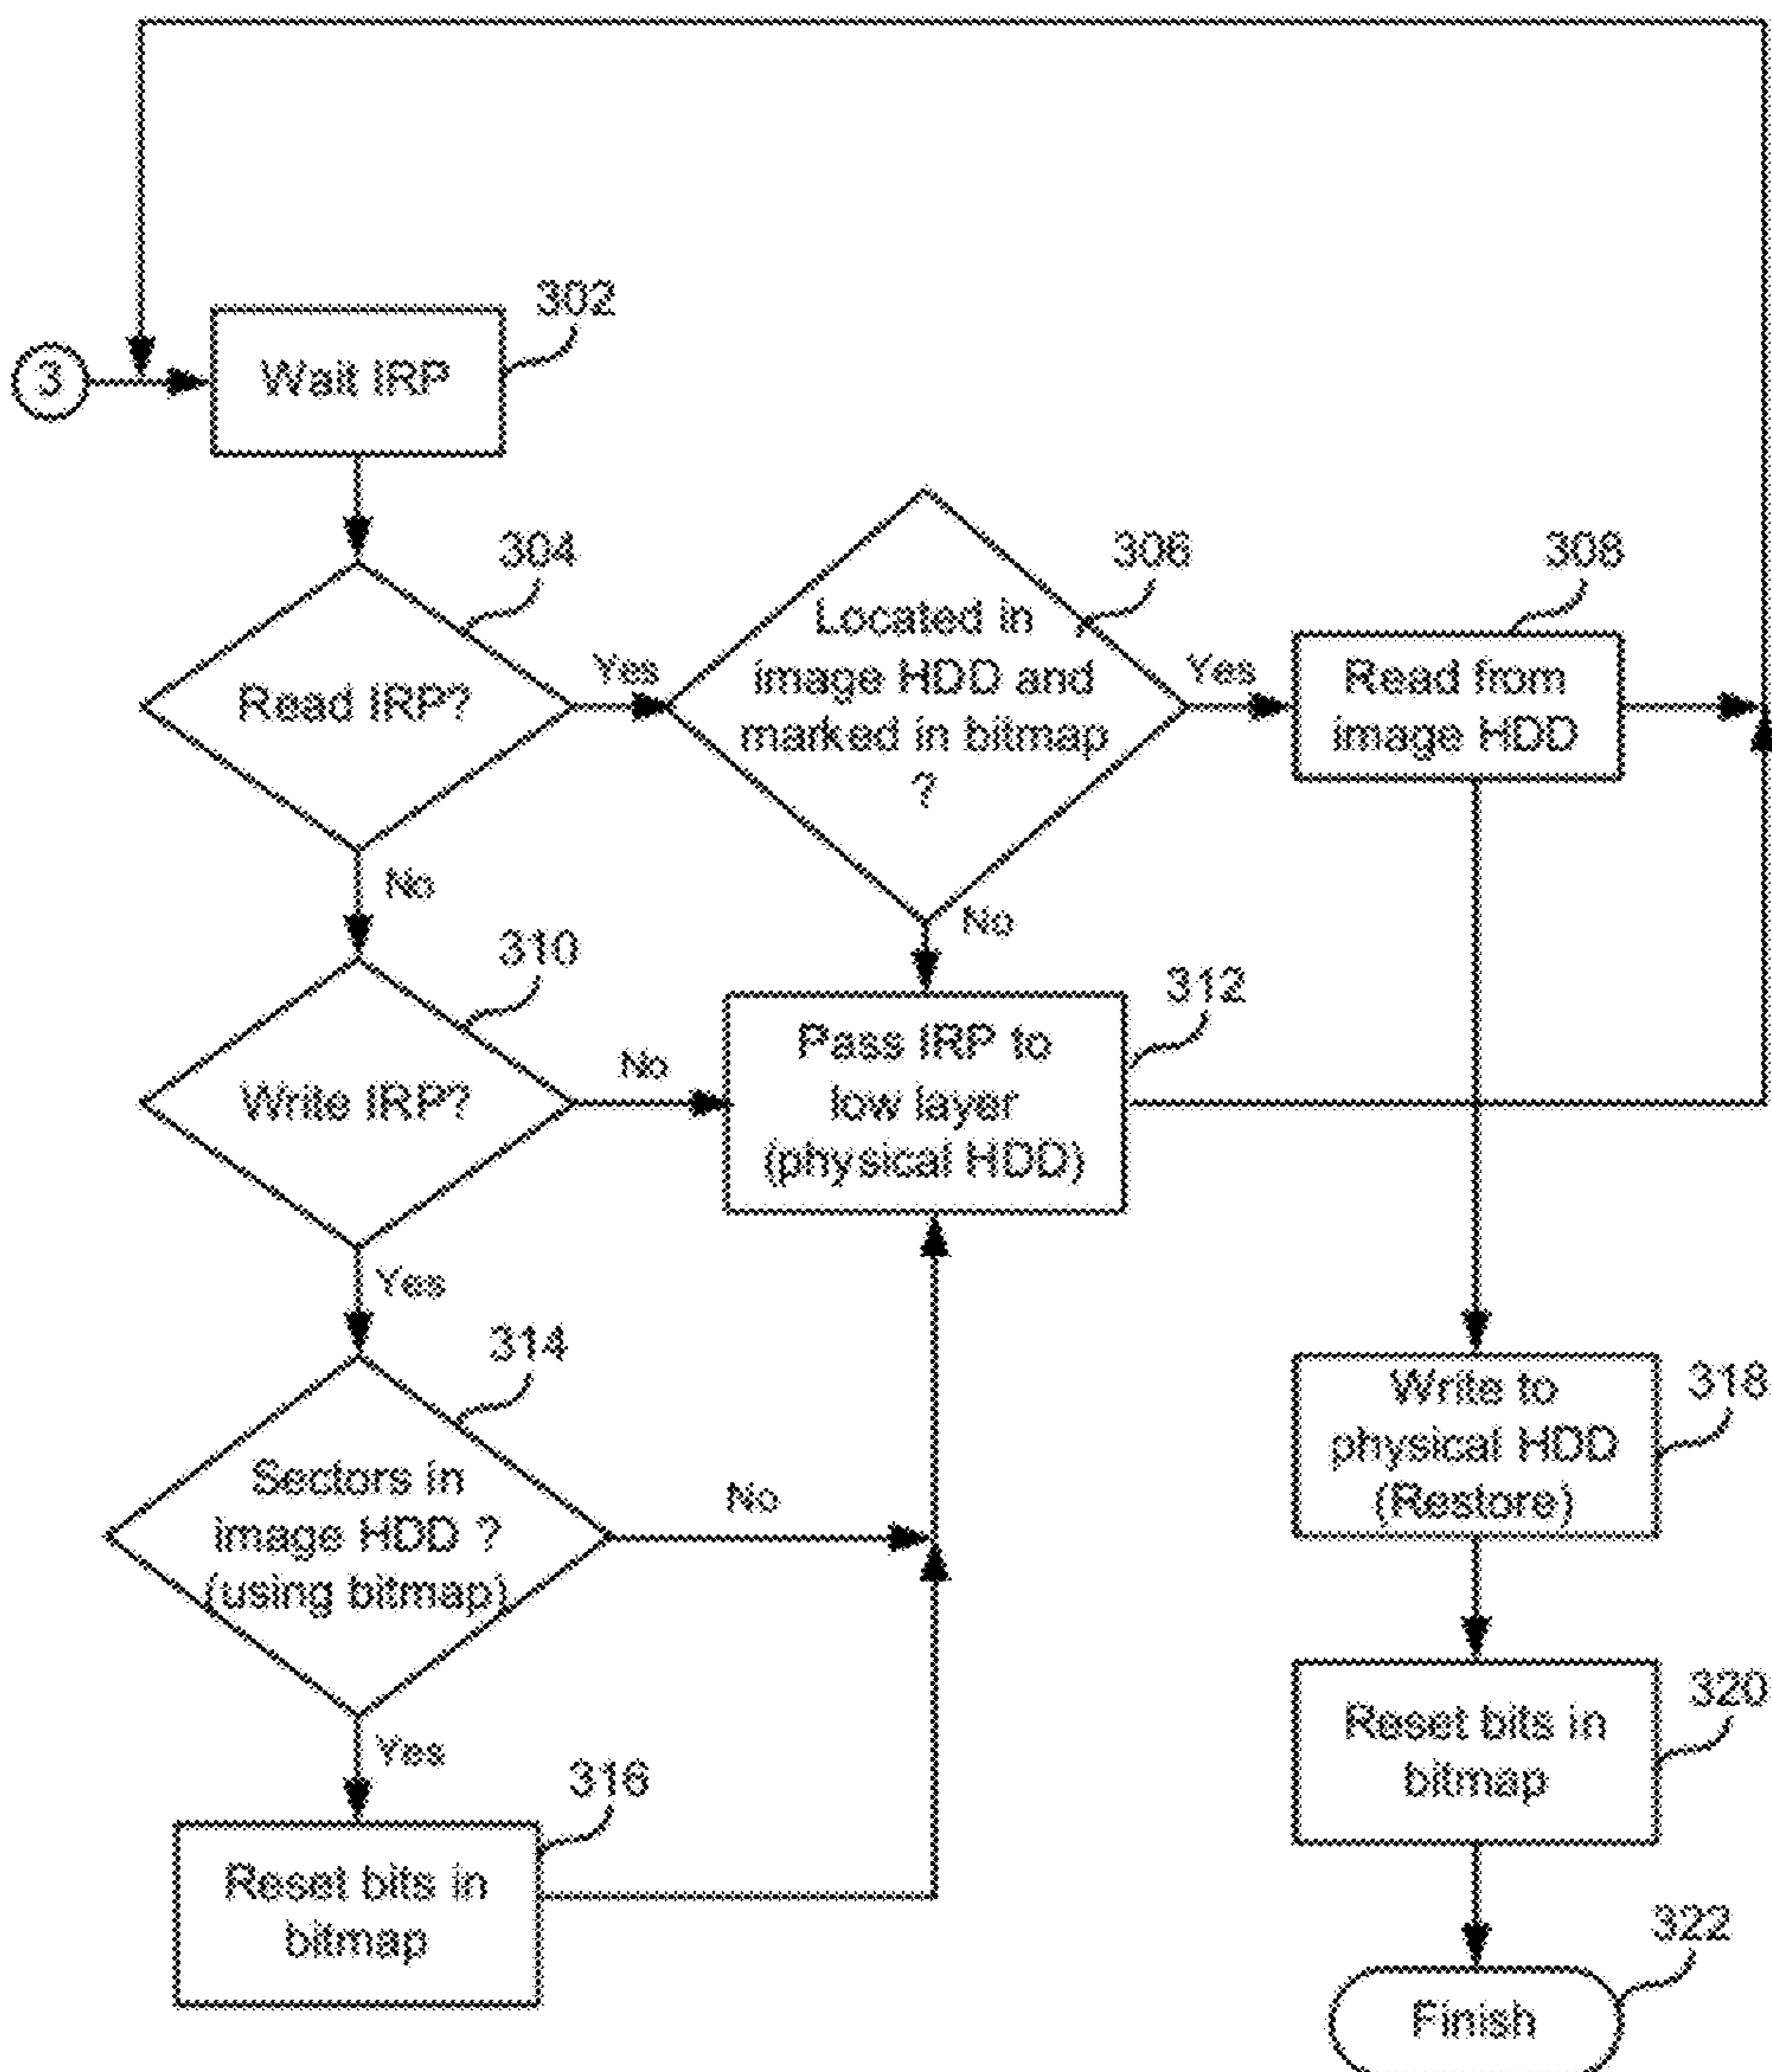 302
3
Wait IRP
304
306
308
Located in
image HDD and
marked in bitmap
?
Read IRP?
Yes
Yes
Read from
image HDD
No
No
310
312
Write IRP?
No
Pass IRP to
low layer
(physical HDD)
Yes
314
318
Write to
physical HDD
(Restore)
Sectors in
image HDD ?
(using bitmap)
No
320
Reset bits in
bitmap
Yes
316
Reset bits in
bitmap
322
Finish